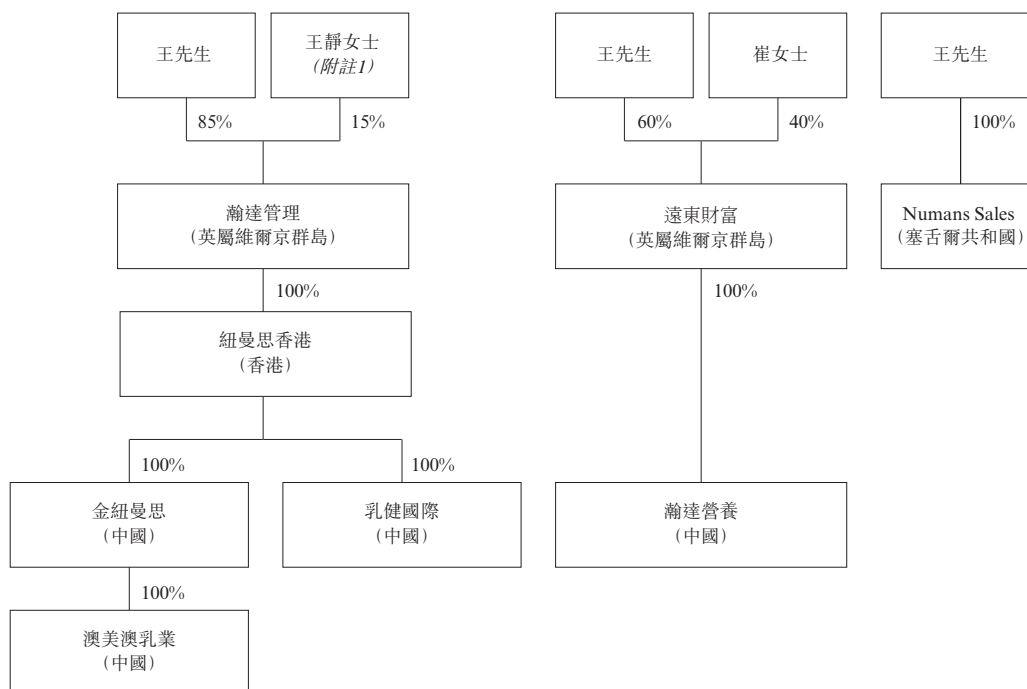 王先生
王靜女士
（附註1）
王先生
崔女士
王先生
85%
15%
60%
40%
100%
瀚達管理
（英屬維爾京群島）
遠東財富
（英屬維爾京群島）
Numans Sales
（塞舌爾共和國）
100%
100%
紐曼思香港
（香港）
100%
100%
金紐曼思
（中國）
乳健國際
（中國）
瀚達營養
（中國）
100%
澳美澳乳業
（中國）